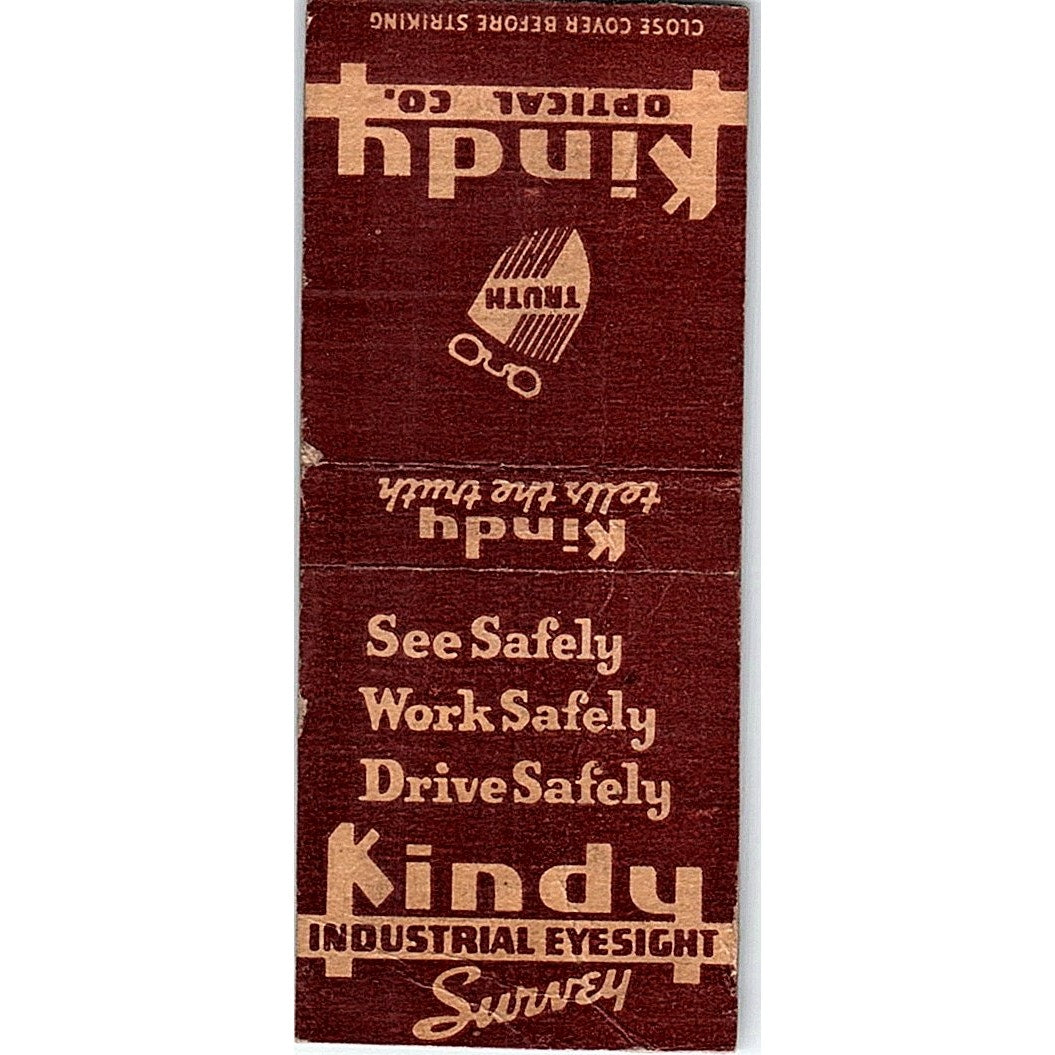 CLOSE COVER BEFORE STRIKING
Kindy
OPTICAL CO.
TRUTH
Kindy
tells the truth
See Safely
Work Safely
Drive Safely
Kindy
INDUSTRIAL EYESIGHT
Survey